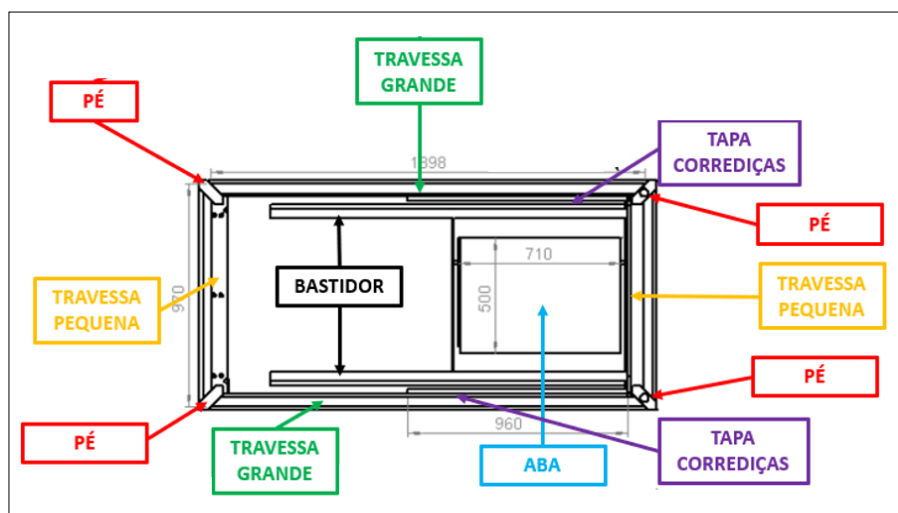 TRAVESSA
GRANDE
PÉ
TAPA
CORREDIÇAS
1898
PÉ
BASTIDOR
710
500
TRAVESSA
PEQUENA
970
TRAVESSA
PEQUENA
PÉ
PÉ
TRAVESSA
GRANDE
960
ABA
TAPA
CORREDIÇAS